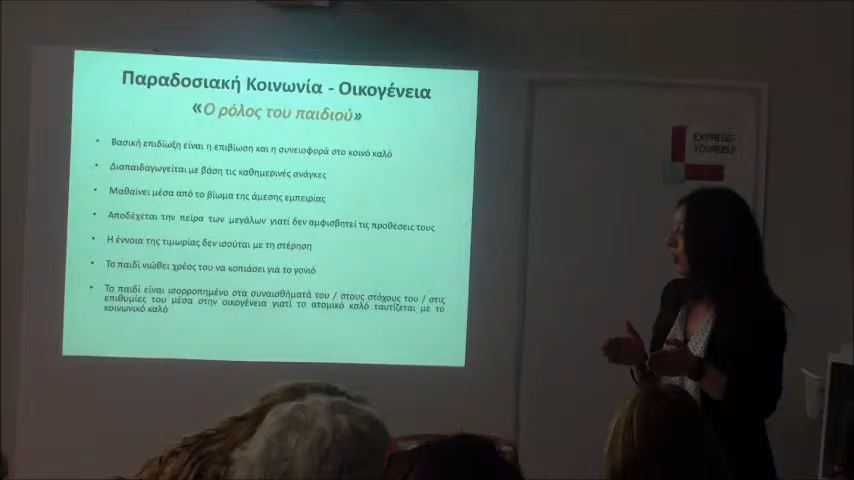 Παραδοσιακή Κοινωνία - Οικογένεια
«Ο ρόλος του παιδιού»
• Βασική επιδίωξη είναι η επιβίωση και η συνεισφορά στο κοινό καλό
• Διαπαιδαγωγείται με βάση τις καθημερινές ανάγκες
• Μαθαίνει μέσα από το βίωμα της άμεσης εμπειρίας
• Αποδέχεται την πείρα των μεγάλων γιατί δεν αμφισβητεί τις προθέσεις τους
• Η έννοια της τιμωρίας δεν ισούται με τη στέρηση
• Το παιδί νιώθει χρέος του να κοπιάσει για το γονιό
• Το παιδί είναι ισορροπημένο στα συναισθήματά του / στους στόχους του / στις
επιθυμίες του μέσα στην οικογένεια γιατί το ατομικό καλό ταυτίζεται με το
κοινωνικό καλό
EXPRESS
YOURSELF